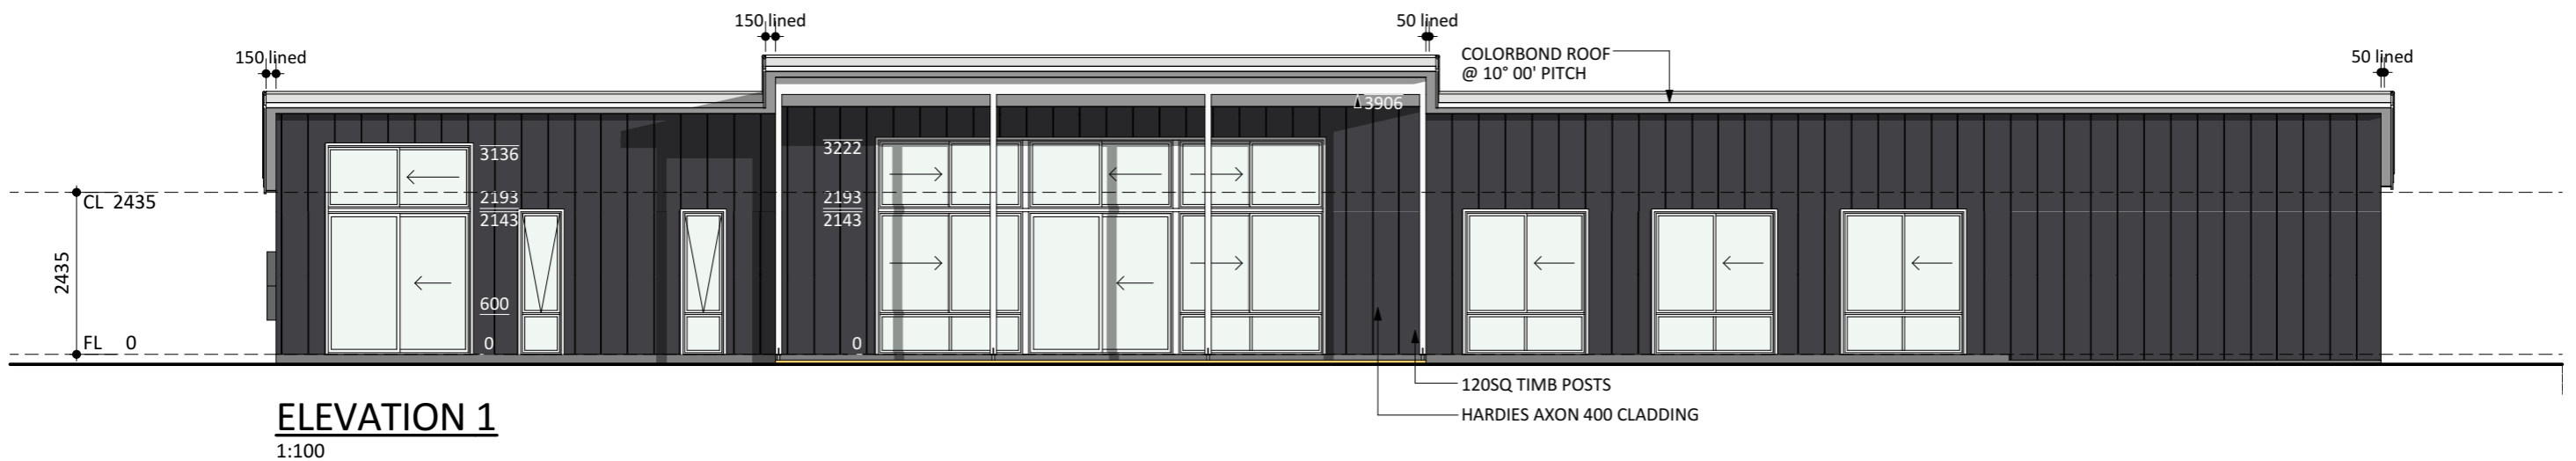 150 lined
50 lined
150 lined
COLORBOND ROOF
@ 10° 00' PITCH
50 lined
3906
3136
3222
2193
2193
CL 2435
2143
2143
2435
600
FL 0
0
0
120SQ TIMB POSTS
HARDIES AXON 400 CLADDING
ELEVATION 1
1:100